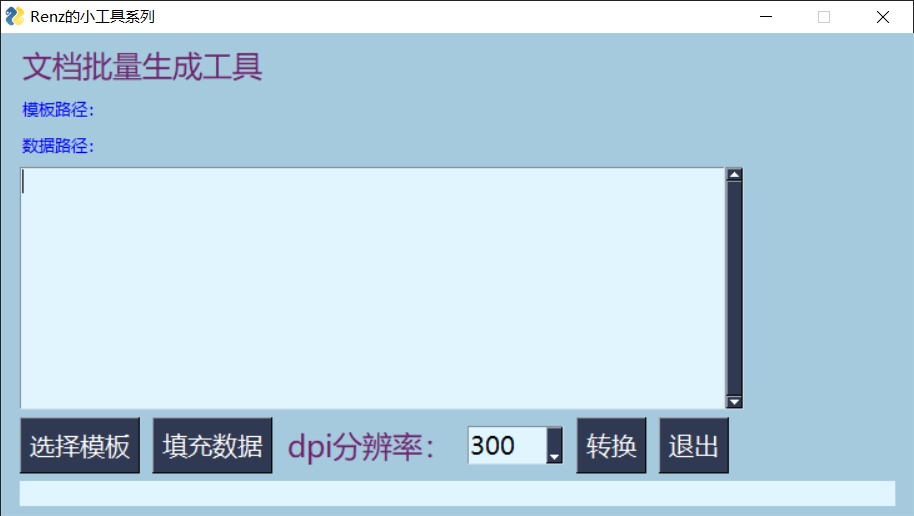 Renz的小工具系列
文档批量生成工具
模板路径：
数据路径：
选择模板 填充数据 dpi分辨率： 300 转换 退出